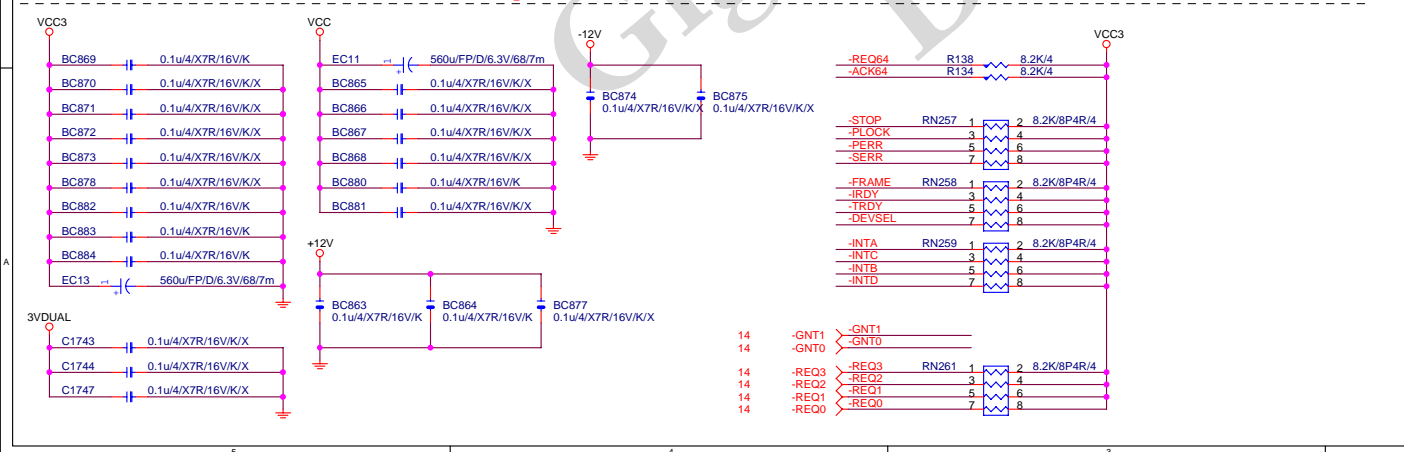 VCC3
BC869 0.1u/4/X7R/16V/K
BC870 0.1u/4/X7R/16V/K/X
BC871 0.1u/4/X7R/16V/K/X
BC872 0.1u/4/X7R/16V/K/X
BC873 0.1u/4/X7R/16V/K/X
BC878 0.1u/4/X7R/16V/K/X
BC882 0.1u/4/X7R/16V/K
BC883 0.1u/4/X7R/16V/K
BC884 0.1u/4/X7R/16V/K
EC13 1 + 560u/FP/D/6.3V/68/7m
3VDUAL
C1743 0.1u/4/X7R/16V/K/X
C1744 0.1u/4/X7R/16V/K/X
C1747 0.1u/4/X7R/16V/K/X
VCC
EC11 1 + 560u/FP/D/6.3V/68/7m
BC865 0.1u/4/X7R/16V/K/X
BC866 0.1u/4/X7R/16V/K/X
BC867 0.1u/4/X7R/16V/K/X
BC868 0.1u/4/X7R/16V/K/X
BC880 0.1u/4/X7R/16V/K
BC881 0.1u/4/X7R/16V/K/X
+12V
BC863
0.1u/4/X7R/16V/K
BC864
0.1u/4/X7R/16V/K
BC877
0.1u/4/X7R/16V/K/X
-12V
BC874
0.1u/4/X7R/16V/K/X
BC875
0.1u/4/X7R/16V/K/X
VCC3
-REQ64 R138 8.2K/4
-ACK64 R134 8.2K/4
-STOP RN257 1 2 8.2K/8P4R/4
-PLOCK 3 4
-PERR 5 6
-SERR 7 8
-FRAME RN258 1 2 8.2K/8P4R/4
-IRDY 3 4
-TRDY 5 6
-DEVSEL 7 8
-INTA RN259 1 2 8.2K/8P4R/4
-INTC 3 4
-INTB 5 6
-INTD 7 8
14 -GNT1 -GNT1
14 -GNT0 -GNT0
14 -REQ3 -REQ3 RN261 1 2 8.2K/8P4R/4
14 -REQ2 -REQ2 3 4
14 -REQ1 -REQ1 5 6
14 -REQ0 -REQ0 7 8
A